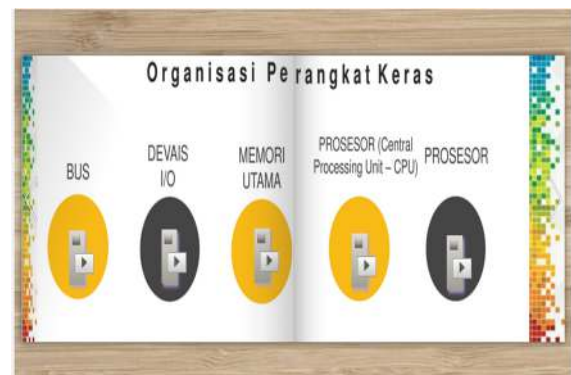 Organisasi Perangkat Keras
BUS
DEVAIS
I/O
MEMORI
UTAMA
PROSESOR (Central
Processing Unit – CPU)
PROSESOR